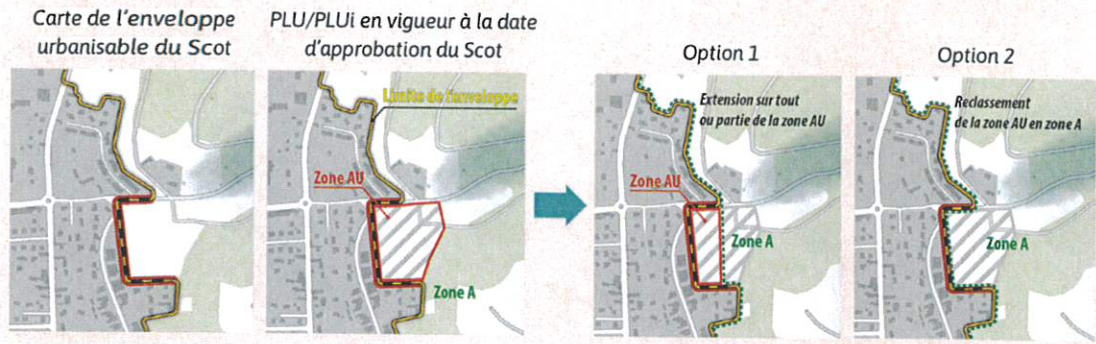 Carte de l'enveloppe
urbanisable du Scot
PLU/PLUi en vigueur à la date
d'approbation du Scot
Option 1
Option 2
Limite de l'enveloppe
Zone AU
Zone A
Extension sur tout
ou partie de la zone AU
Zone AU
Zone A
Reclassement
de la zone AU en zone A
Zone A